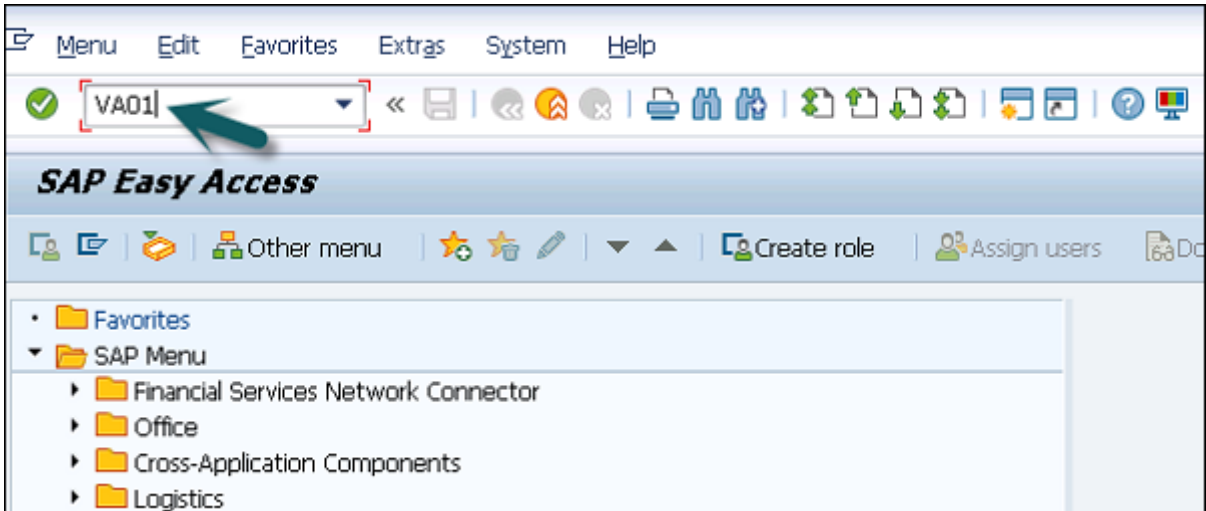 Menu Edit Favorites Extras System Help
VA01
SAP Easy Access
Other menu Create role Assign users Do
Favorites
SAP Menu
Financial Services Network Connector
Office
Cross-Application Components
Logistics